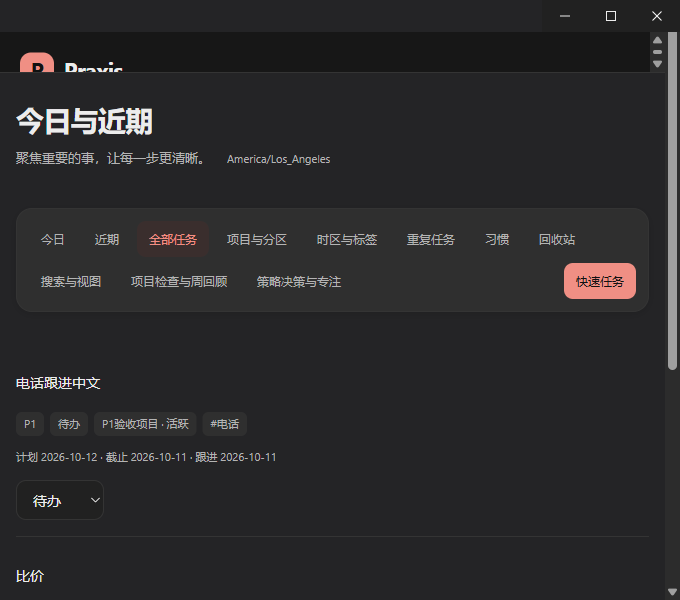 P Praxis
今日与近期
聚焦重要的事，让每一步更清晰。 America/Los_Angeles
今日 近期 全部任务 项目与分区 时区与标签 重复任务 习惯 回收站
搜索与视图 项目检查与周回顾 策略决策与专注 快速任务
电话跟进中文
P1 待办 P1验收项目 · 活跃 #电话
计划 2026-10-12 · 截止 2026-10-11 · 跟进 2026-10-11
待办
比价